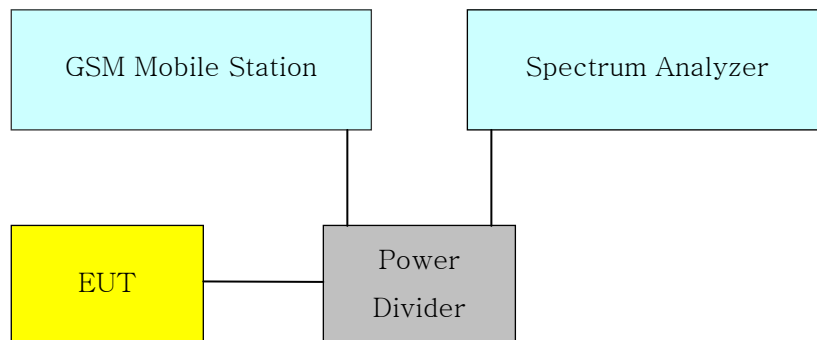 GSM Mobile Station
Spectrum Analyzer
EUT
Power
Divider